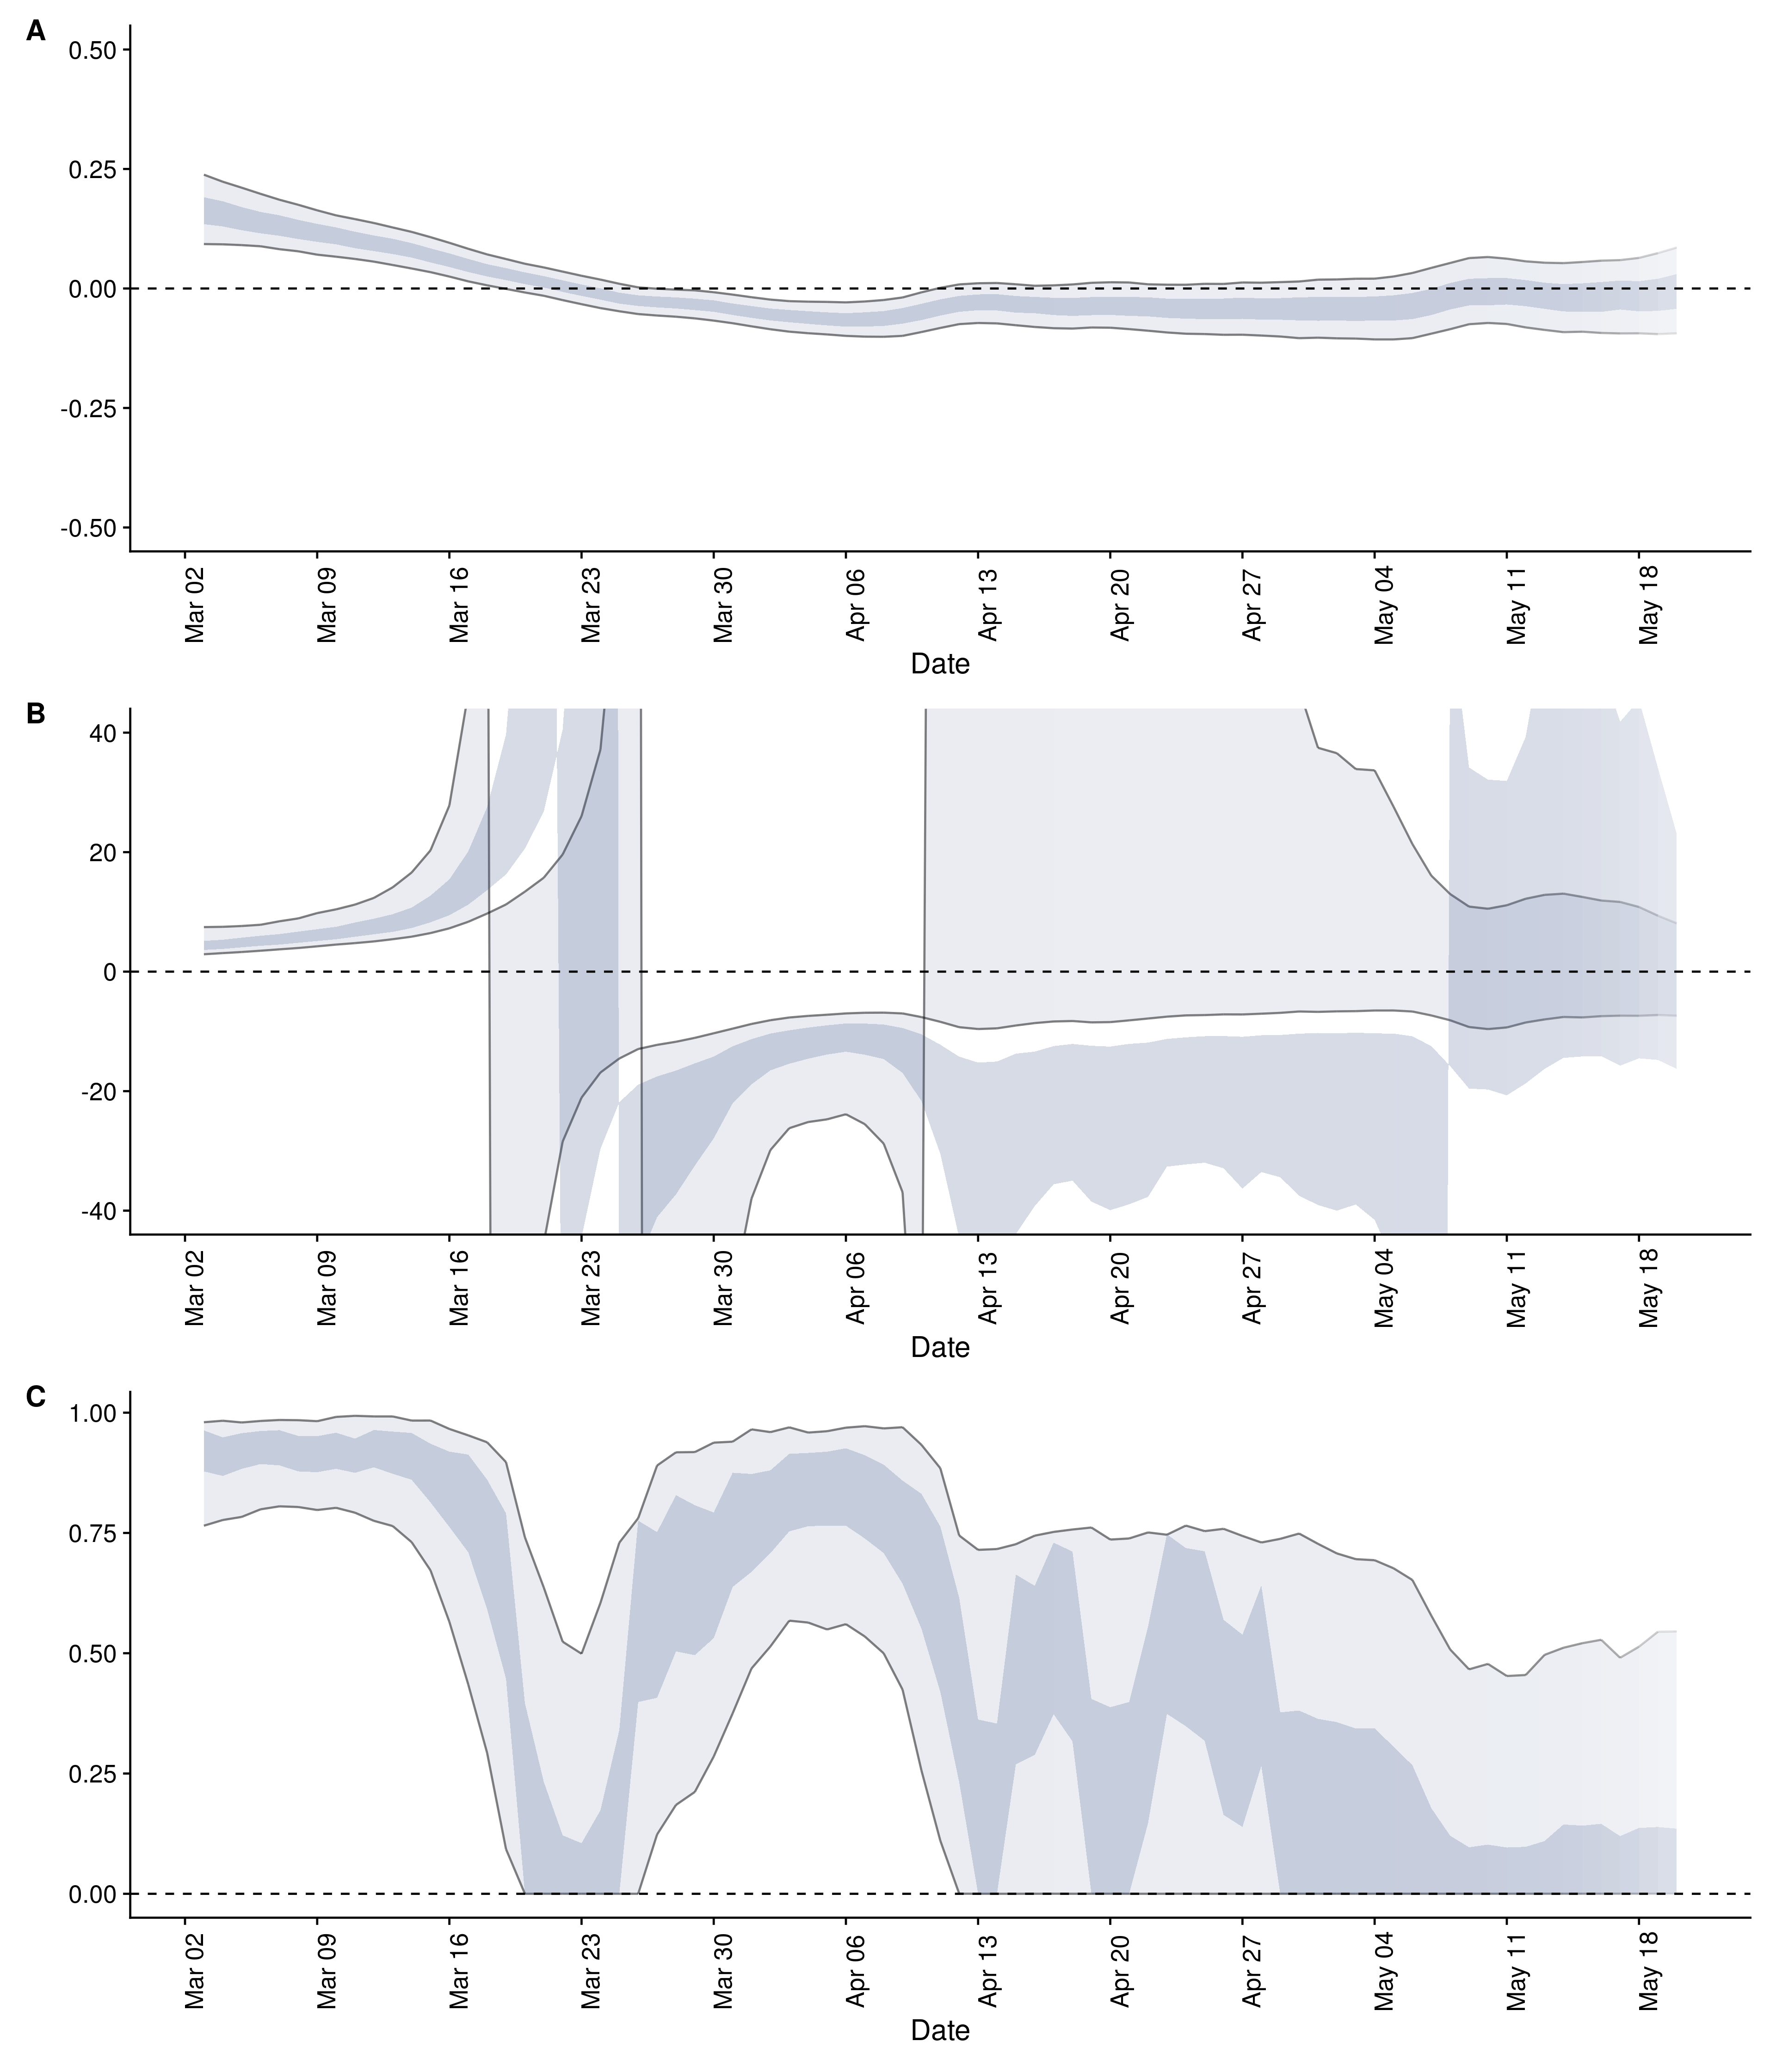 A
0.50
0.25
0.00
-0.25
-0.50
Mar 02
Mar 09
Mar 16
Mar 23
Mar 30
Apr 06
Apr 13
Apr 20
Apr 27
May 04
May 11
May 18
Date
B
40
20
0
-20
-40
Mar 02
Mar 09
Mar 16
Mar 23
Mar 30
Apr 06
Apr 13
Apr 20
Apr 27
May 04
May 11
May 18
Date
C
1.00
0.75
0.50
0.25
0.00
Mar 02
Mar 09
Mar 16
Mar 23
Mar 30
Apr 06
Apr 13
Apr 20
Apr 27
May 04
May 11
May 18
Date